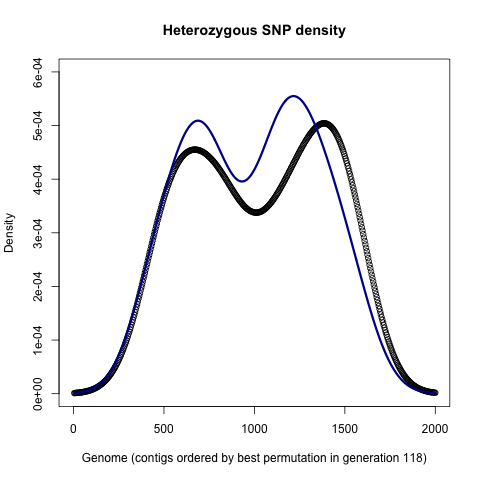 Heterozygous SNP density
6e-04
5e-04
4e-04
3e-04
2e-04
1e-04
0e+00
Density
0 500 1000 1500 2000
Genome (contigs ordered by best permutation in generation 118)